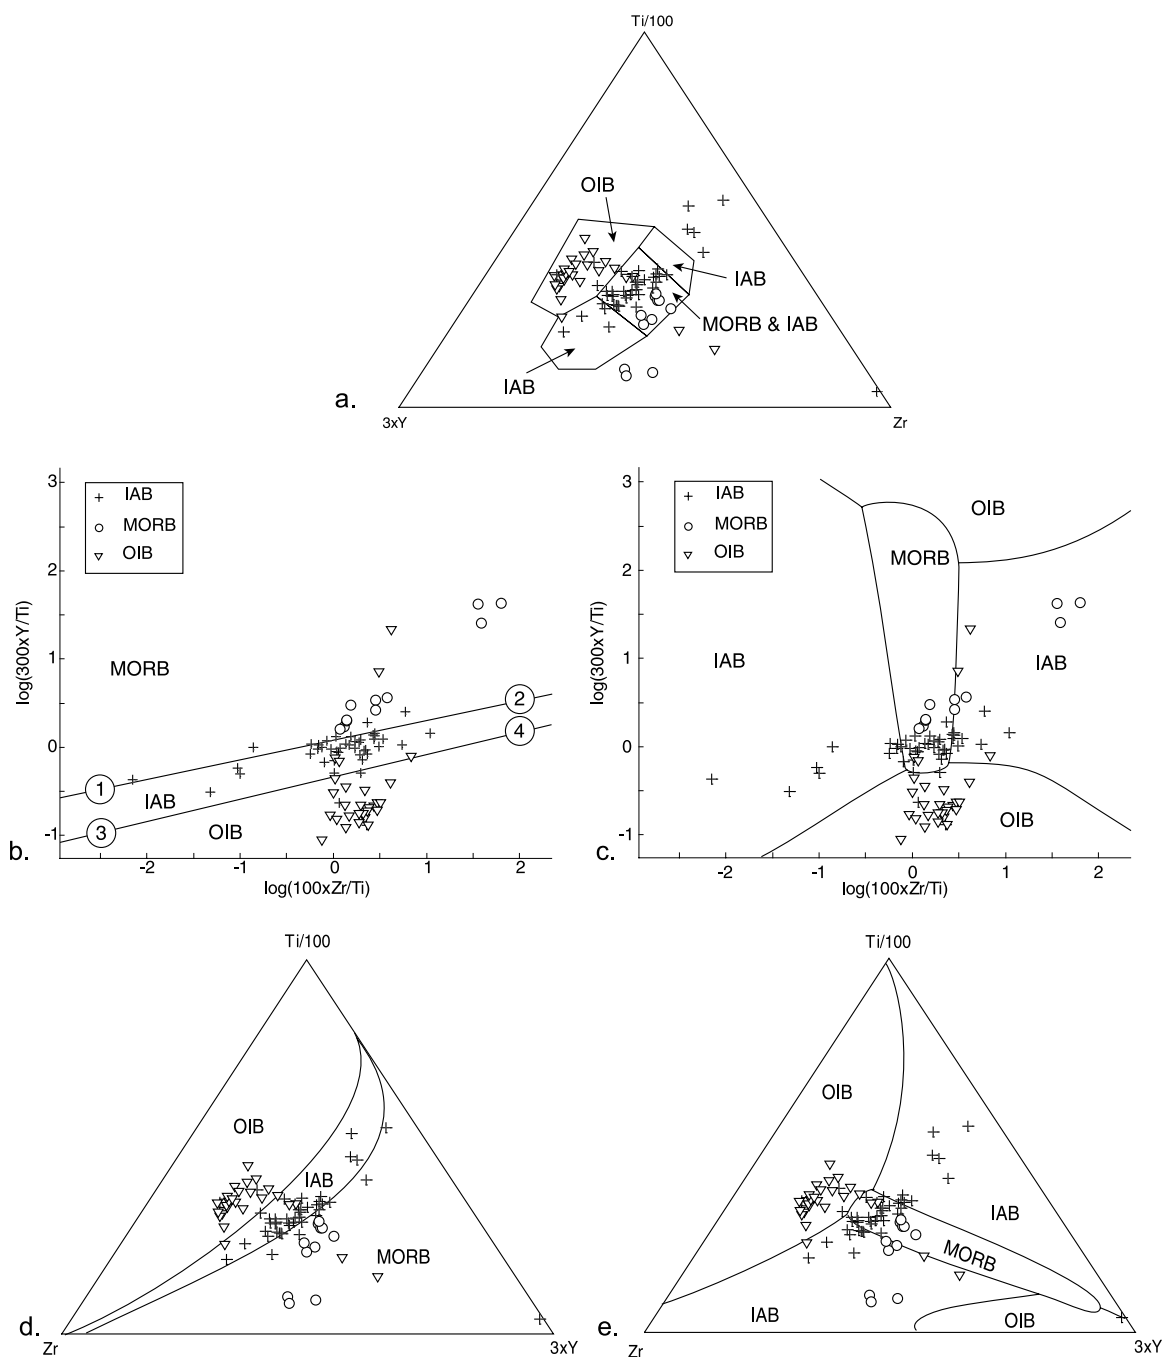 Ti/100
OIB
IAB
MORB & IAB
IAB
a.
3xY
Zr
3
2
1
0
-1
log(300xY/Ti)
IAB
MORB
OIB
MORB
2
4
1
IAB
3
OIB
b.
-2
-1
0
1
2
log(100xZr/Ti)
3
2
1
0
-1
log(300xY/Ti)
IAB
MORB
OIB
OIB
MORB
IAB
IAB
OIB
c.
-2
-1
0
1
2
log(100xZr/Ti)
Ti/100
OIB
IAB
MORB
d.
Zr
3xY
Ti/100
OIB
IAB
MORB
IAB
OIB
e.
Zr
3xY